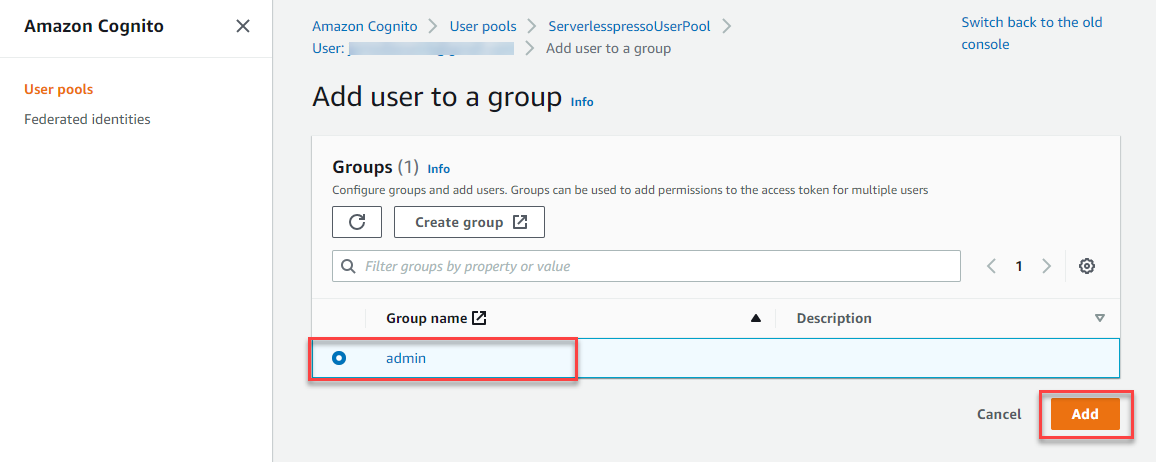 Amazon Cognito
User pools
Federated identities
Amazon Cognito User pools ServerlesspressoUserPool
User: Add user to a group
Switch back to the old
console
Add user to a group Info
Groups (1) Info
Configure groups and add users. Groups can be used to add permissions to the access token for multiple users
Create group
Filter groups by property or value
1
Group name Description
admin
Cancel Add